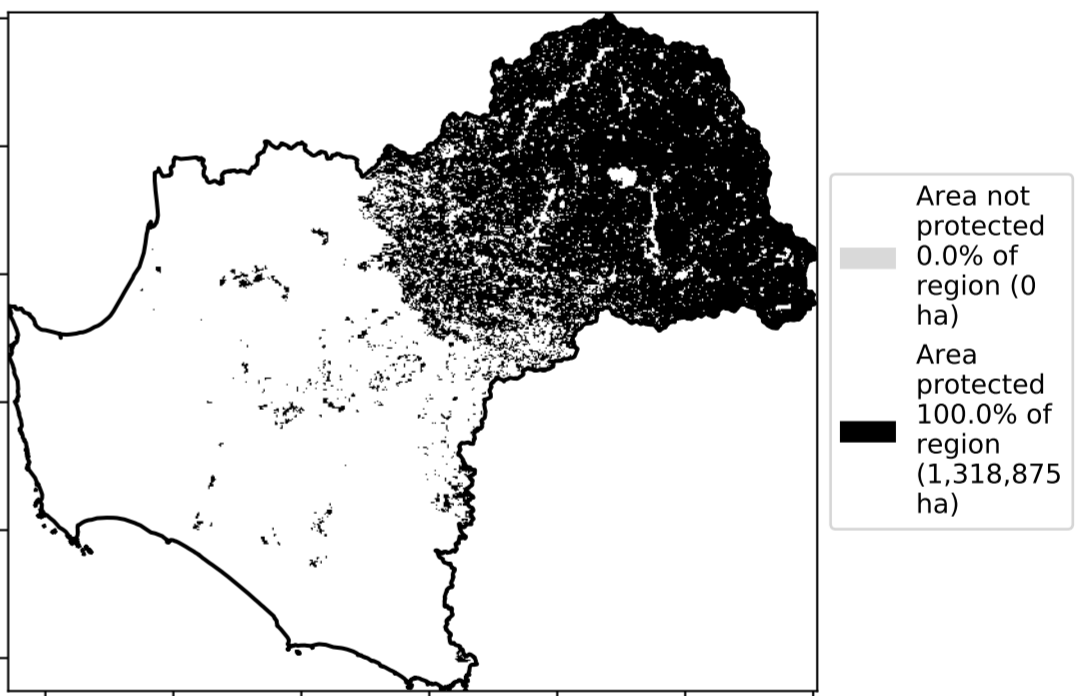 Area not
protected
0.0% of
region (0
ha)
Area
protected
100.0% of
region
(1,318,875
ha)